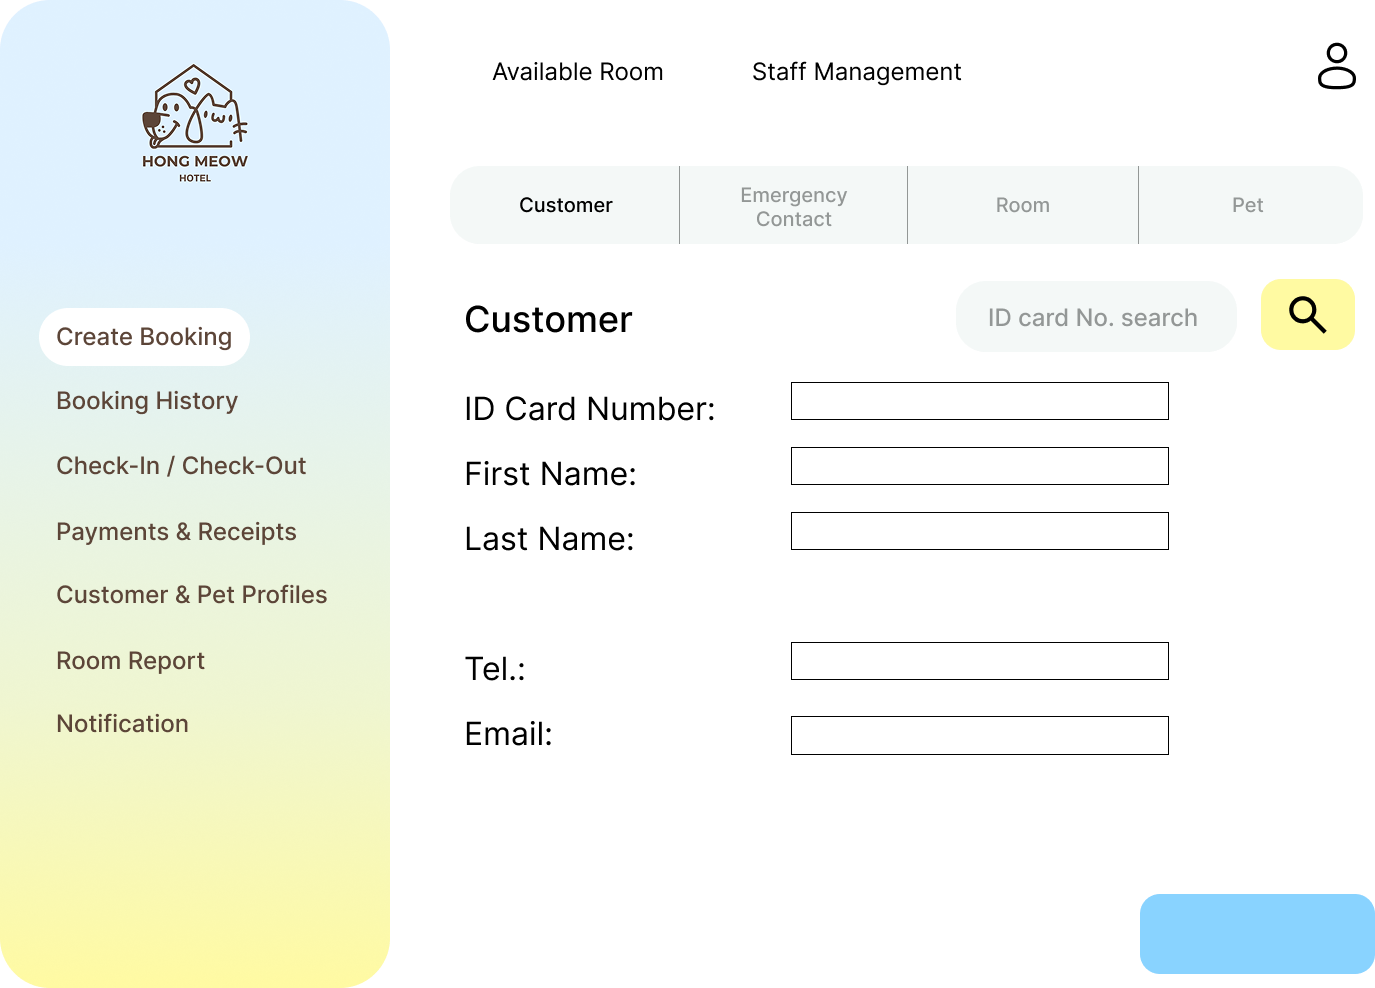 HONG MEOW
HOTEL
Available Room
Staff Management
Customer
Emergency
Contact
Room
Pet
Create Booking
Booking History
Check-In / Check-Out
Payments & Receipts
Customer & Pet Profiles
Room Report
Notification
Customer
ID card No. search
ID Card Number:
First Name:
Last Name:
Tel.:
Email: